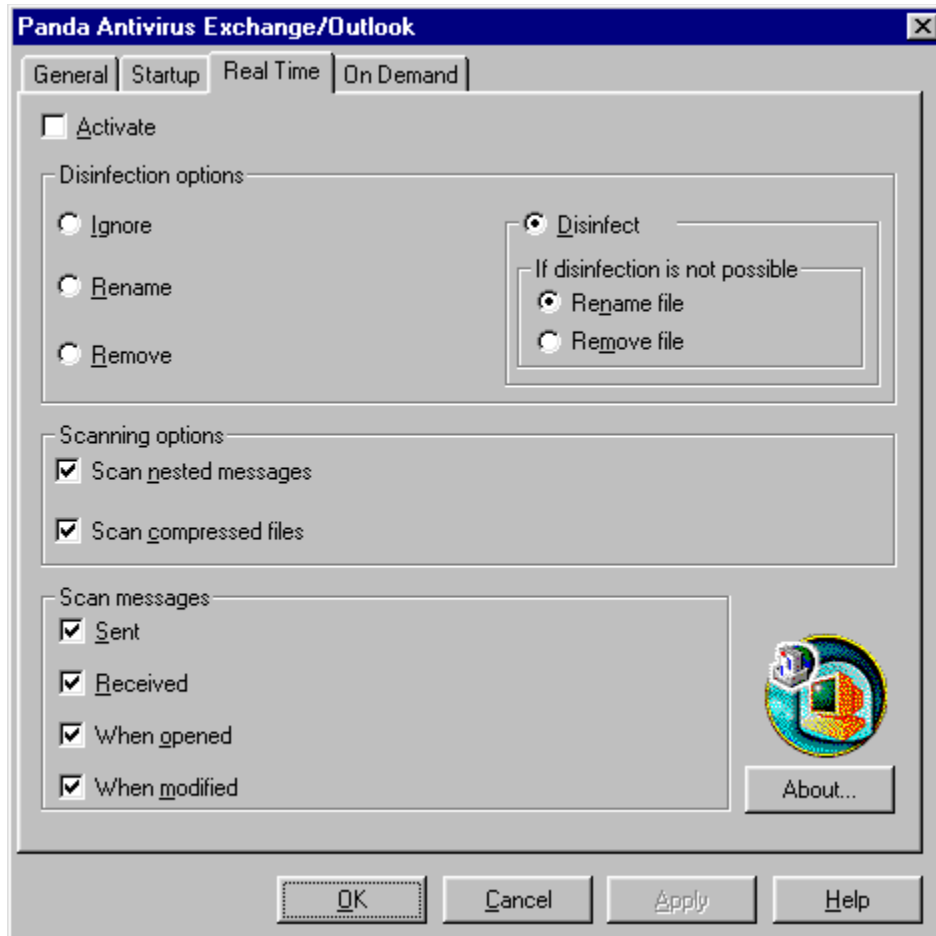 Panda Antivirus Exchange/Outlook
General Startup Real Time On Demand
Activate
Disinfection options
Ignore
Rename
Remove
Disinfect
If disinfection is not possible
Rename file
Remove file
Scanning options
Scan nested messages
Scan compressed files
Scan messages
Sent
Received
When opened
When modified
About...
OK Cancel Apply Help